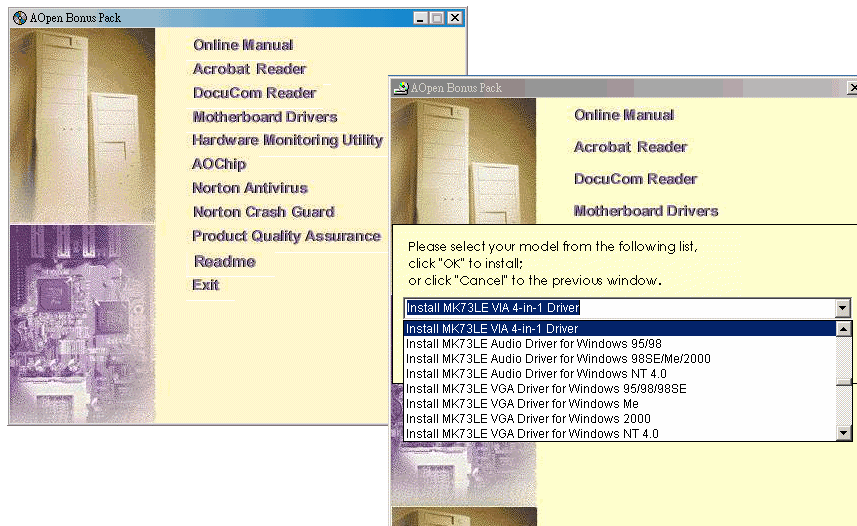 AOpen Bonus Pack
Online Manual
Acrobat Reader
DocuCom Reader
Motherboard Drivers
Hardware Monitoring Utility
AOChip
Norton Antivirus
Norton Crash Guard
Product Quality Assurance
Readme
Exit
AOpen Bonus Pack
Online Manual
Acrobat Reader
DocuCom Reader
Motherboard Drivers
Please select your model from the following list,
click "OK" to install;
or click "Cancel" to the previous window.
Install MK73LE VIA 4-in-1 Driver
Install MK73LE VIA 4-in-1 Driver
Install MK73LE Audio Driver for Windows 95/98
Install MK73LE Audio Driver for Windows 98SE/Me/2000
Install MK73LE Audio Driver for Windows NT 4.0
Install MK73LE VGA Driver for Windows 95/98/98SE
Install MK73LE VGA Driver for Windows Me
Install MK73LE VGA Driver for Windows 2000
Install MK73LE VGA Driver for Windows NT 4.0